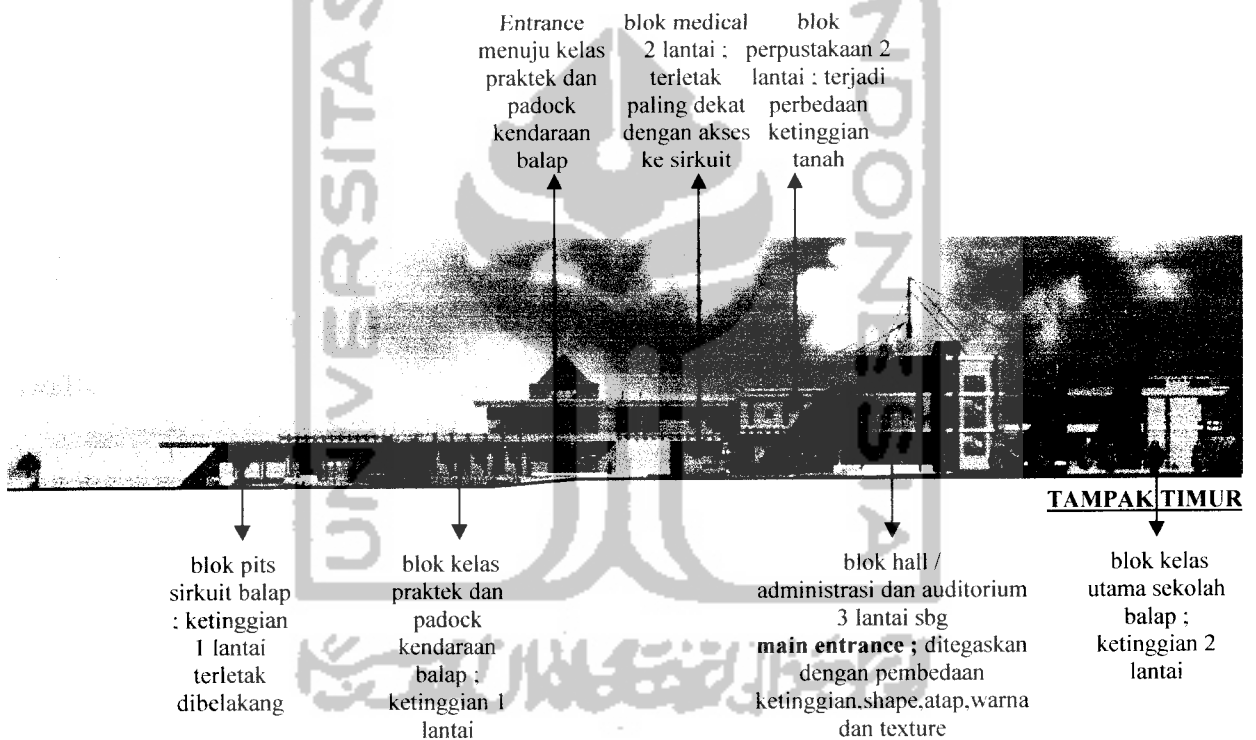 Entrance
menuju kelas
praktek dan
padock
kendaraan
balap
blok medical
2 lantai ;
terletak
paling dekat
dengan akses
ke sirkuit
blok
perpustakaan 2
lantai ; terjadi
perbedaan
ketinggian
tanah
UNIVERSITAS
INDONESIA
TAMPAK TIMUR
blok pits
sirkuit balap
; ketinggian
1 lantai
terletak
dibelakang
blok kelas
praktek dan
padock
kendaraan
balap ;
ketinggian 1
lantai
blok hall /
administrasi dan auditorium
3 lantai sbg
main entrance ; ditegaskan
dengan pembedaan
ketinggian,shape,atap,warna
dan texture
blok kelas
utama sekolah
balap ;
ketinggian 2
lantai